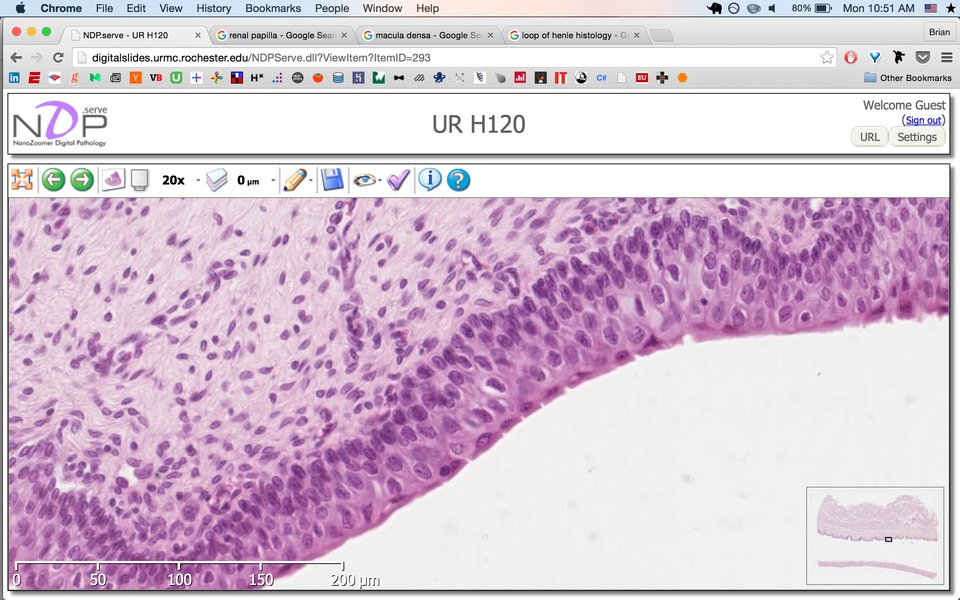 Chrome File Edit View History Bookmarks People Window Help 80% Mon 10:51 AM
NDP.serve - UR H120 renal papilla - Google Sear macula densa - Google Se loop of henle histology - G Brian
digitalslides.urmc.rochester.edu/NDPServe.dll?ViewItem?ItemID=293
Other Bookmarks
NDP .serve
NanoZoomer Digital Pathology
UR H120
Welcome Guest
(Sign out)
URL Settings
20x 0 µm
0 50 100 150 200 µm